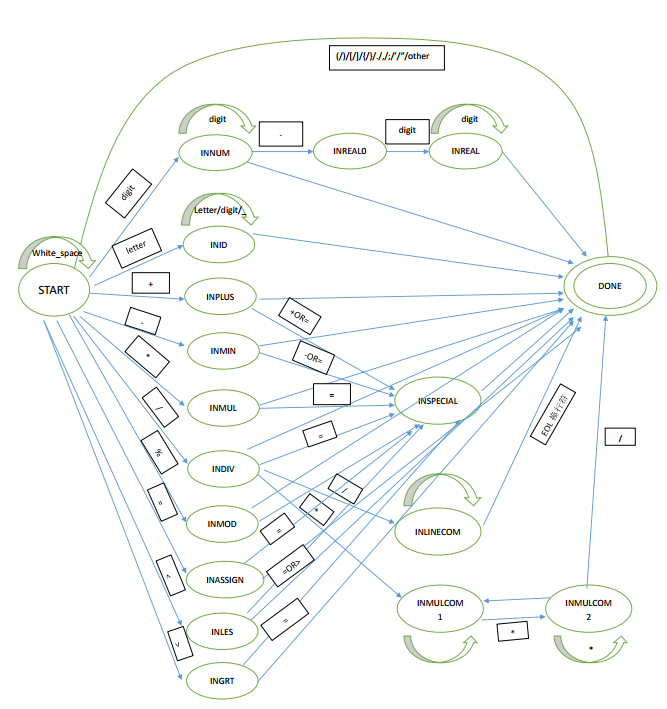 (/)/[/]/{/}/./,/;/'/"/other
digit
.
digit
digit
INNUM
INREAL0
INREAL
digit
Letter/digit/_
letter
INID
White_space
START
+
INPLUS
DONE
+OR=
-
INMIN
-OR=
*
=
INMUL
INSPECIAL
/
=
EOL 换行符
%
INDIV
/
/
=
*
INMOD
=
INLINECOM
=OR>
<
INASSIGN
INMULCOM
1
INMULCOM
2
=
INLES
*
>
*
INGRT